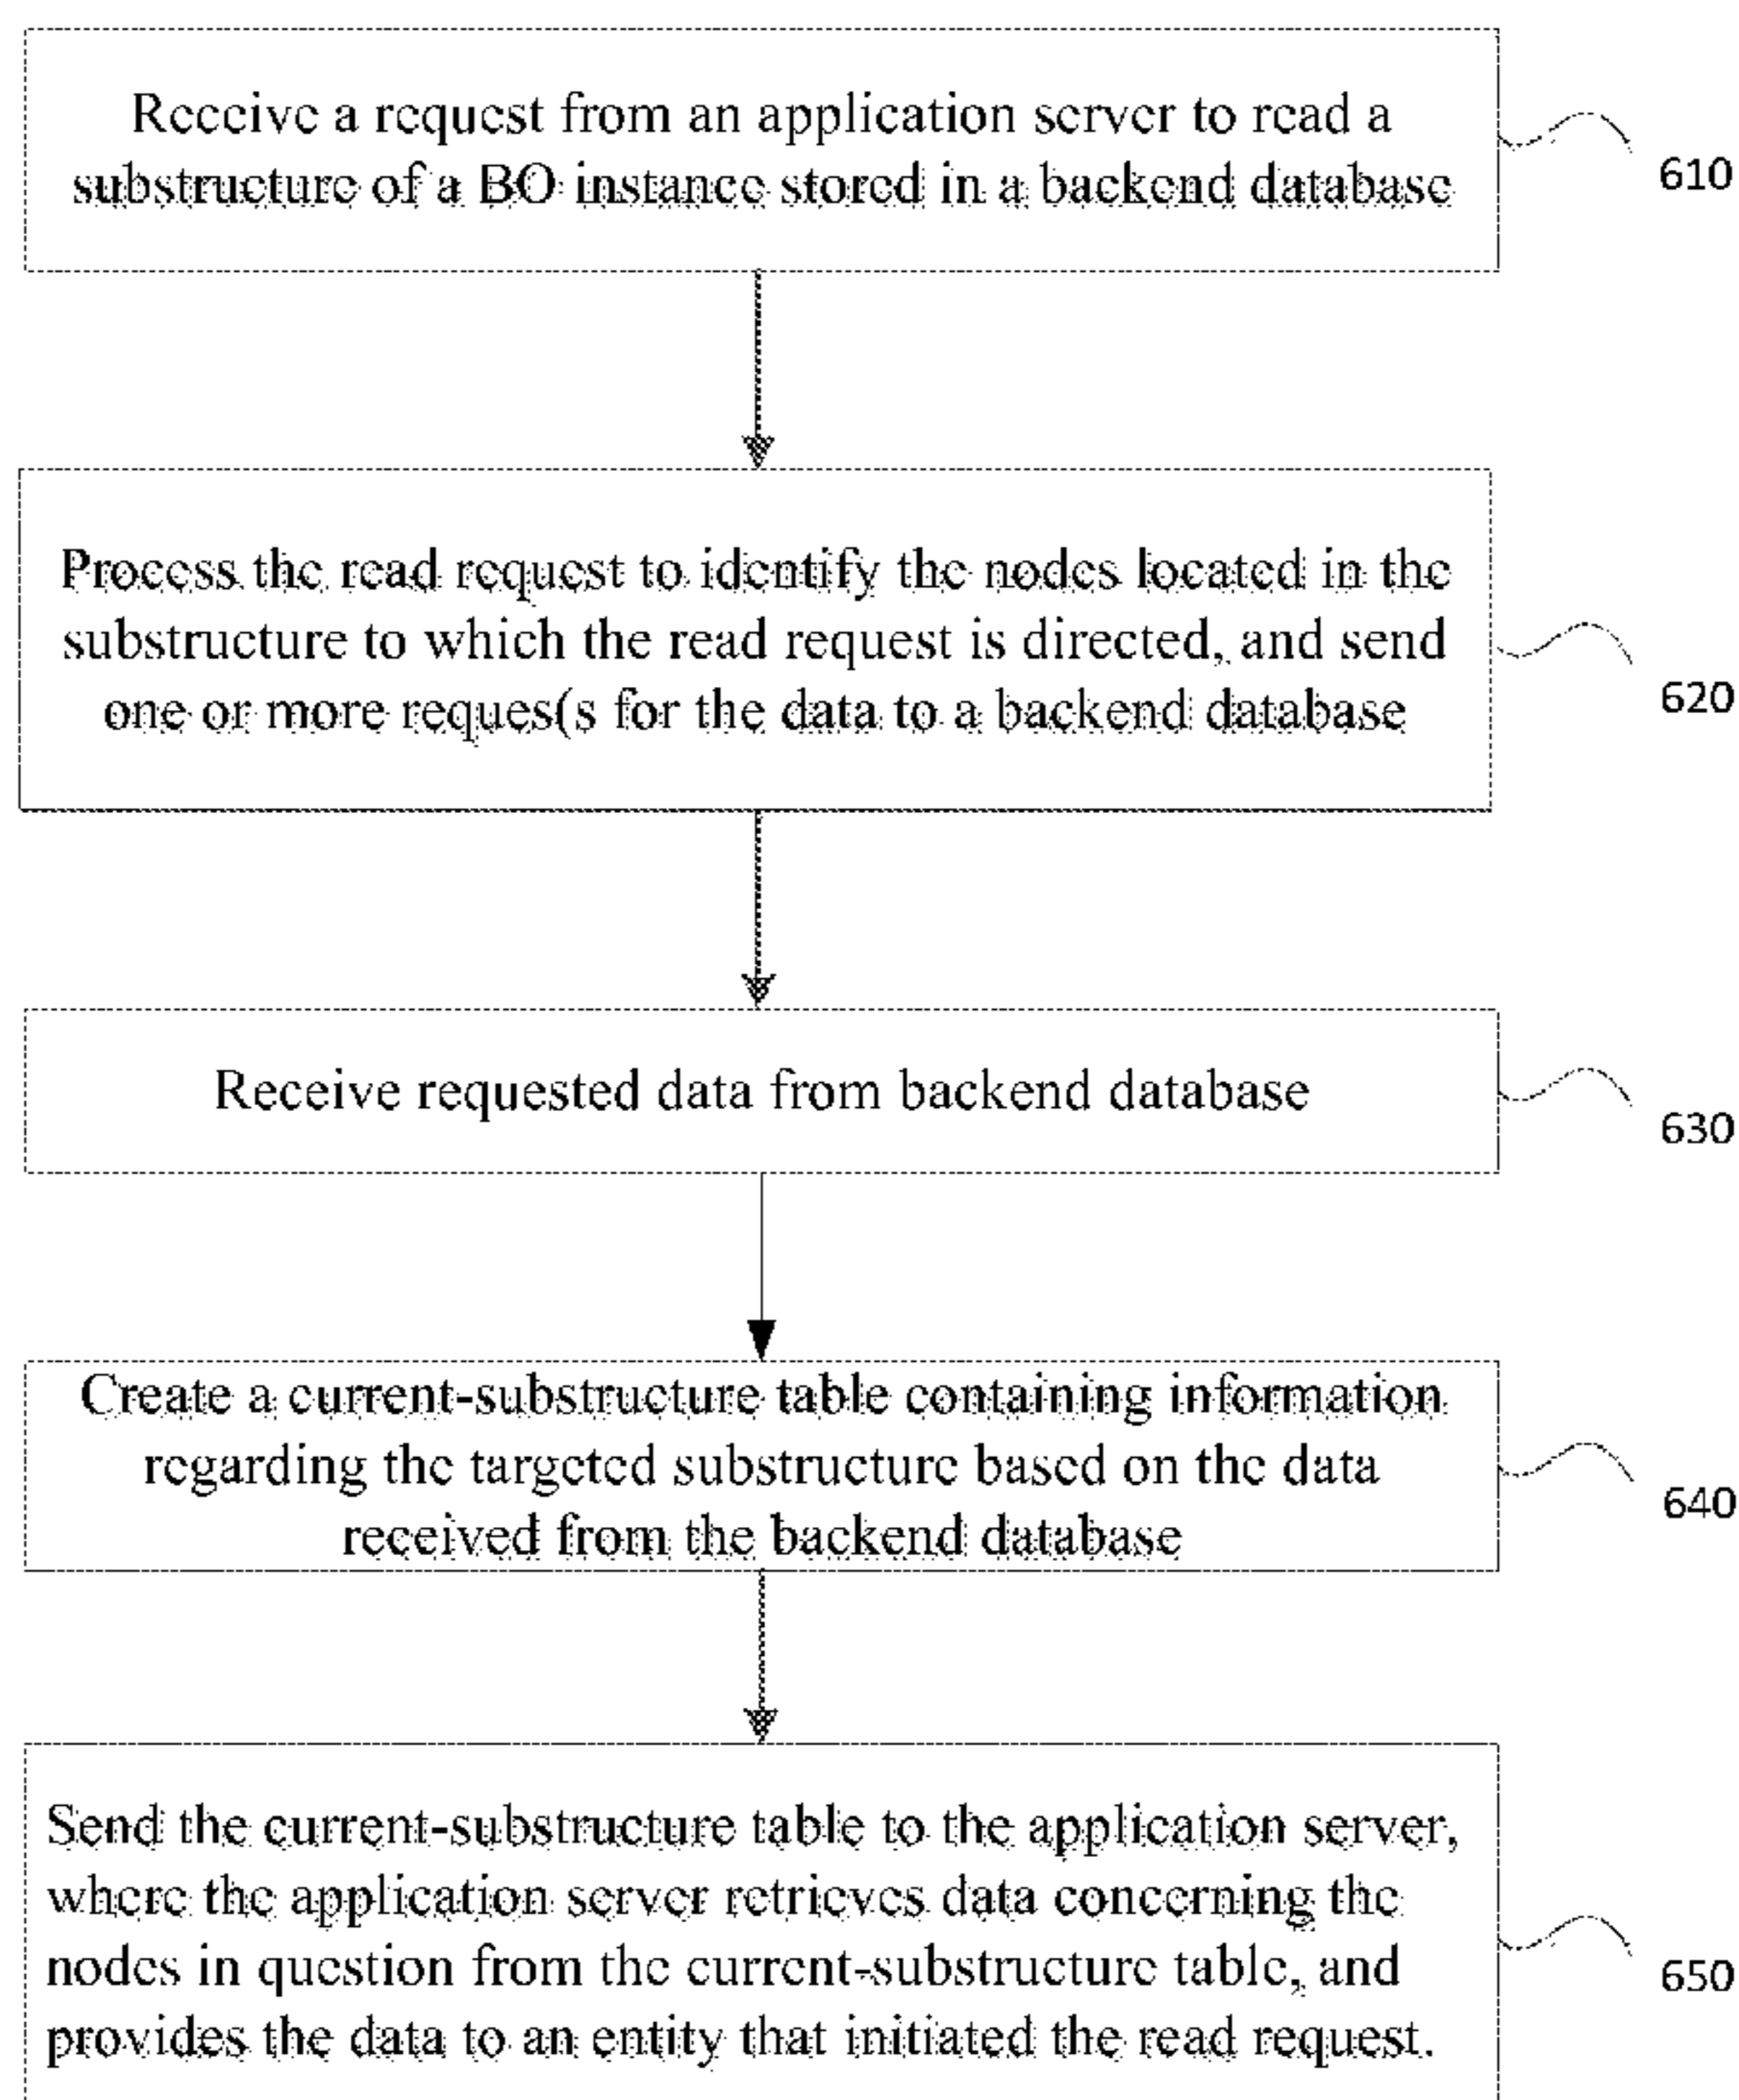 Receive a request from an application server to read a
substructure of a BO instance stored in a backend database
610
Process the read request to identify the nodes located in the
substructure to which the read request is directed, and send
one or more reques(s for the data to a backend database
620
Receive requested data from backend database
630
Create a current-substructure table containing information
regarding the targeted substructure based on the data
received from the backend database
640
Send the current-substructure table to the application server,
where the application server retrieves data concerning the
nodes in question from the current-substructure table, and
provides the data to an entity that initiated the read request.
650